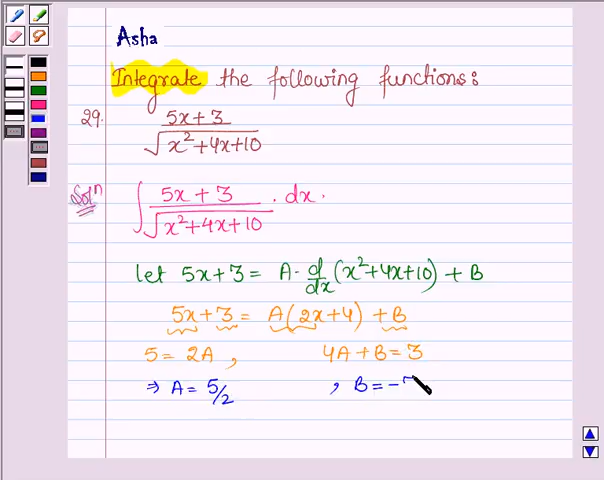 Asha
Integrate the following functions:
29. 5x+3 / √(x²+4x+10)
Solⁿ ∫ 5x+3 / √(x²+4x+10) . dx.
let 5x+3 = A. d/dx (x²+4x+10) + B
5x+3 = A(2x+4) + B
5 = 2A , 4A+B = 3
⇒ A = 5/2 , B = -7